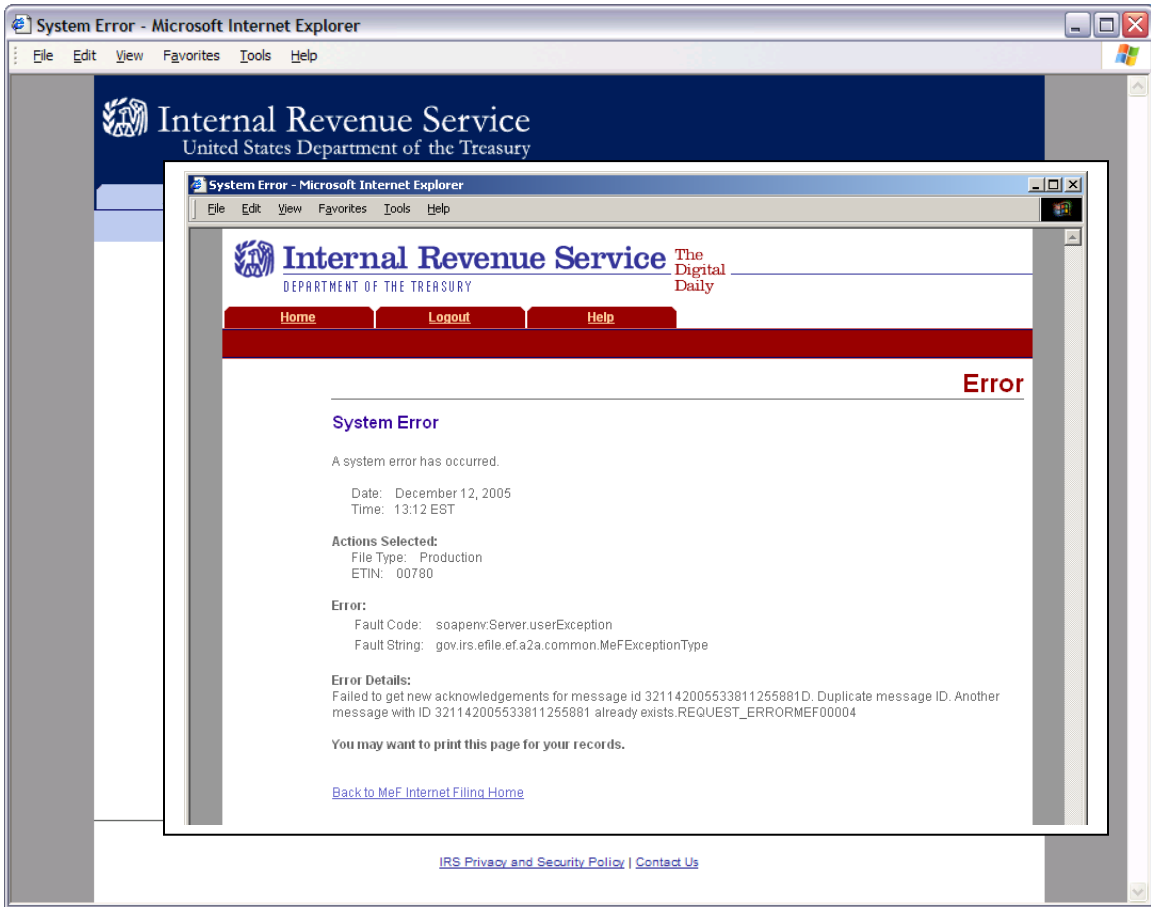 System Error - Microsoft Internet Explorer
File Edit View Favorites Tools Help
Internal Revenue Service
United States Department of the Treasury
System Error - Microsoft Internet Explorer
File Edit View Favorites Tools Help
Internal Revenue Service The
Digital
DEPARTMENT OF THE TREASURY Daily
Home Logout Help
Error
System Error
A system error has occurred.
Date: December 12, 2005
Time: 13:12 EST
Actions Selected:
File Type: Production
ETIN: 00780
Error:
Fault Code: soapenv:Server.userException
Fault String: gov.irs.efile.ef.a2a.common.MeFExceptionType
Error Details:
Failed to get new acknowledgements for message id 321142005533811255881D. Duplicate message ID. Another
message with ID 321142005533811255881 already exists.REQUEST_ERRORMEF00004
You may want to print this page for your records.
Back to MeF Internet Filing Home
IRS Privacy and Security Policy | Contact Us